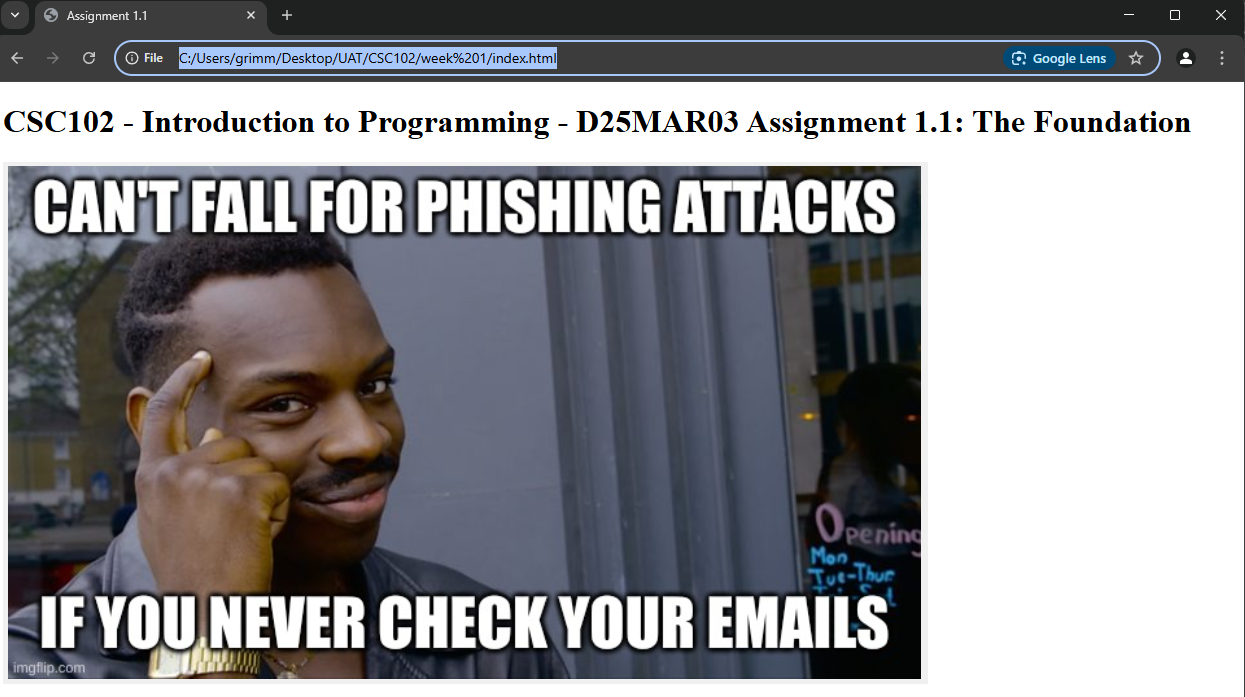 Assignment 1.1
File C:/Users/grimm/Desktop/UAT/CSC102/week%201/index.html Google Lens
CSC102 - Introduction to Programming - D25MAR03 Assignment 1.1: The Foundation
CAN'T FALL FOR PHISHING ATTACKS
Opening
Mon
Tue-Thur
IF YOU NEVER CHECK YOUR EMAILS
imgflip.com